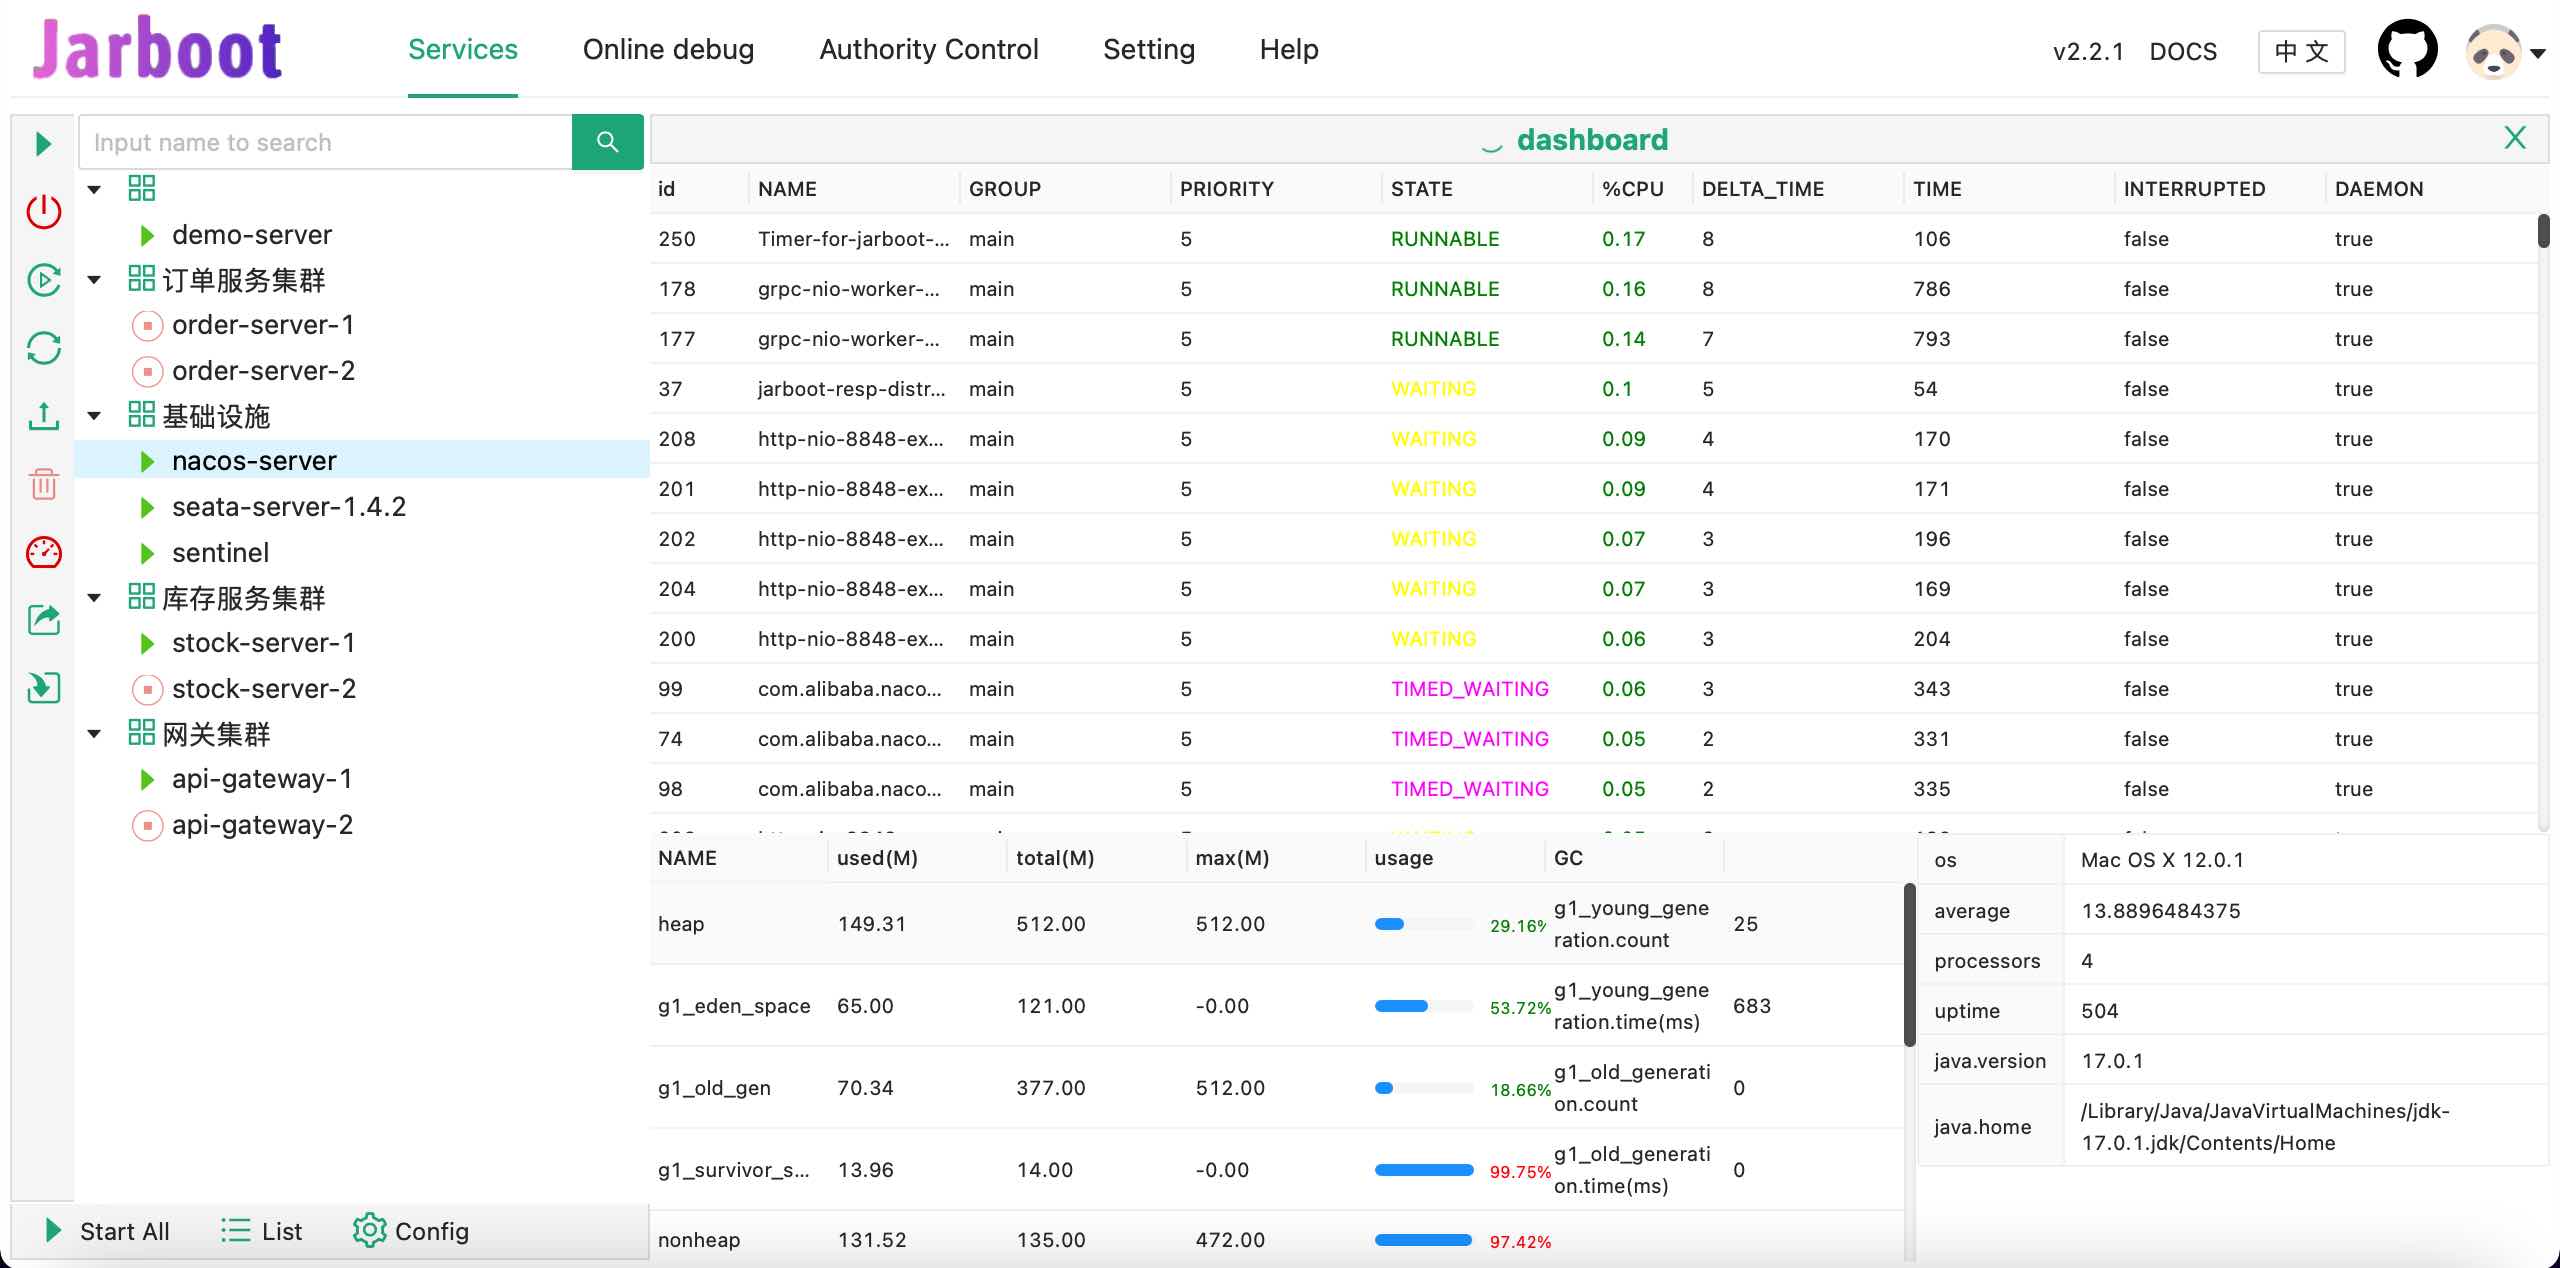 Jarboot
Services Online debug Authority Control Setting Help v2.2.1 DOCS 中 文
Input name to search
demo-server
订单服务集群
order-server-1
order-server-2
基础设施
nacos-server
seata-server-1.4.2
sentinel
库存服务集群
stock-server-1
stock-server-2
网关集群
api-gateway-1
api-gateway-2
Start All List Config
dashboard X
id NAME GROUP PRIORITY STATE %CPU DELTA_TIME TIME INTERRUPTED DAEMON
250 Timer-for-jarboot-... main 5 RUNNABLE 0.17 8 106 false true
178 grpc-nio-worker-... main 5 RUNNABLE 0.16 8 786 false true
177 grpc-nio-worker-... main 5 RUNNABLE 0.14 7 793 false true
37 jarboot-resp-distr... main 5 WAITING 0.1 5 54 false true
208 http-nio-8848-ex... main 5 WAITING 0.09 4 170 false true
201 http-nio-8848-ex... main 5 WAITING 0.09 4 171 false true
202 http-nio-8848-ex... main 5 WAITING 0.07 3 196 false true
204 http-nio-8848-ex... main 5 WAITING 0.07 3 169 false true
200 http-nio-8848-ex... main 5 WAITING 0.06 3 204 false true
99 com.alibaba.naco... main 5 TIMED_WAITING 0.06 3 343 false true
74 com.alibaba.naco... main 5 TIMED_WAITING 0.05 2 331 false true
98 com.alibaba.naco... main 5 TIMED_WAITING 0.05 2 335 false true
NAME used(M) total(M) max(M) usage GC
heap 149.31 512.00 512.00 29.16% g1_young_gene
ration.count 25
g1_eden_space 65.00 121.00 -0.00 53.72% g1_young_gene
ration.time(ms) 683
g1_old_gen 70.34 377.00 512.00 18.66% g1_old_generati
on.count 0
g1_survivor_s... 13.96 14.00 -0.00 99.75% g1_old_generati
on.time(ms) 0
nonheap 131.52 135.00 472.00 97.42%
os Mac OS X 12.0.1
average 13.8896484375
processors 4
uptime 504
java.version 17.0.1
java.home /Library/Java/JavaVirtualMachines/jdk-
17.0.1.jdk/Contents/Home